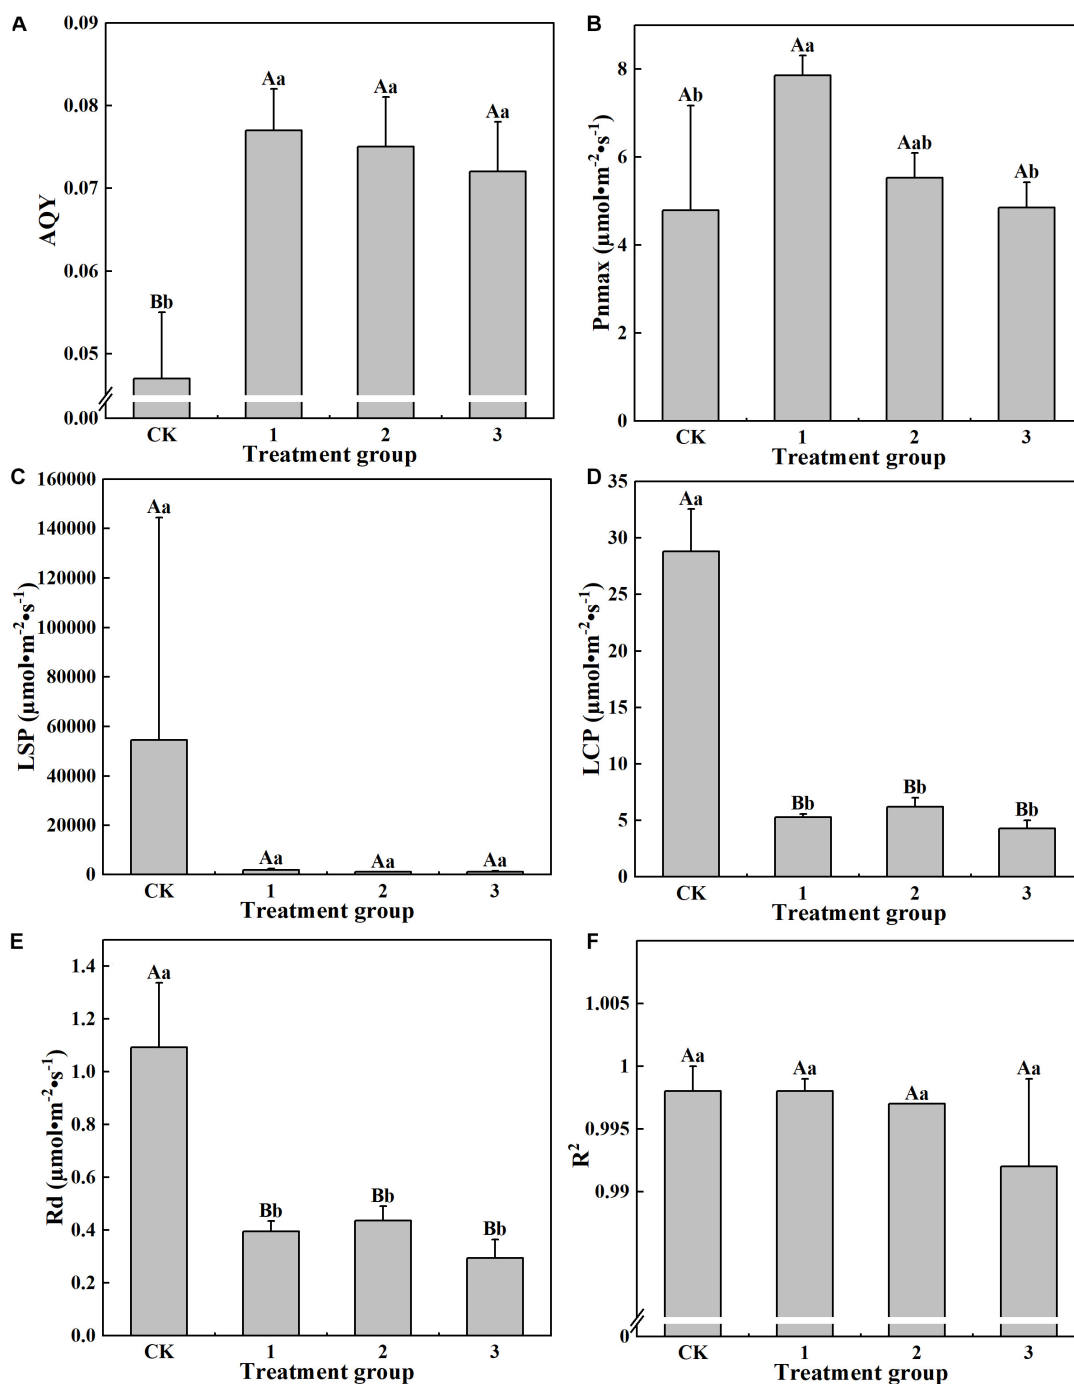 A
0.09
0.08
0.07
0.06
0.05
0.00
AQY
Bb
Aa
Aa
Aa
CK 1 2 3
Treatment group
B
8
6
4
2
0
Pnmax (μmol•m⁻²•s⁻¹)
Ab
Aa
Aab
Ab
CK 1 2 3
Treatment group
C
160000
140000
120000
100000
80000
60000
40000
20000
0
LSP (μmol•m⁻²•s⁻¹)
Aa
Aa
Aa
Aa
CK 1 2 3
Treatment group
D
35
30
25
20
15
10
5
0
LCP (μmol•m⁻²•s⁻¹)
Aa
Bb
Bb
Bb
CK 1 2 3
Treatment group
E
1.4
1.2
1.0
0.8
0.6
0.4
0.2
0.0
Rd (μmol•m⁻²•s⁻¹)
Aa
Bb
Bb
Bb
CK 1 2 3
Treatment group
F
1.005
1
0.995
0.99
0
R²
Aa
Aa
Aa
Aa
CK 1 2 3
Treatment group